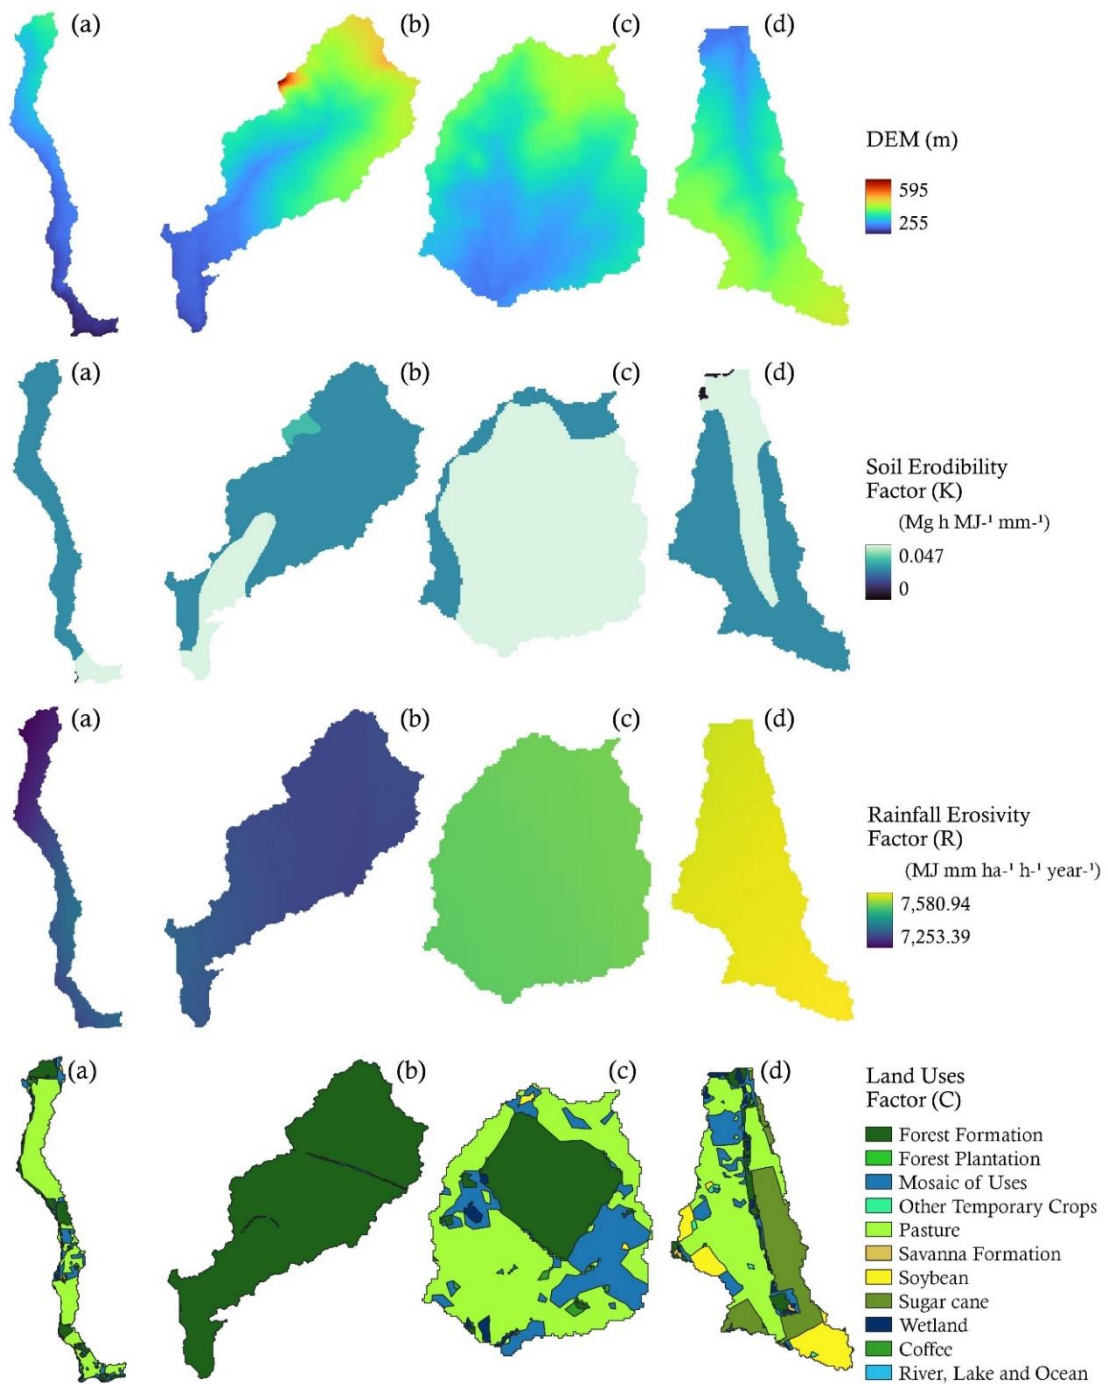 (a)
(b)
(c)
(d)
DEM (m)
595
255
(a)
(b)
(c)
(d)
Soil Erodibility
Factor (K)
(Mg h MJ-¹ mm-¹)
0.047
0
(a)
(b)
(c)
(d)
Rainfall Erosivity
Factor (R)
(MJ mm ha-¹ h-¹ year-¹)
7,580.94
7,253.39
(a)
(b)
(c)
(d)
Land Uses
Factor (C)
Forest Formation
Forest Plantation
Mosaic of Uses
Other Temporary Crops
Pasture
Savanna Formation
Soybean
Sugar cane
Wetland
Coffee
River, Lake and Ocean